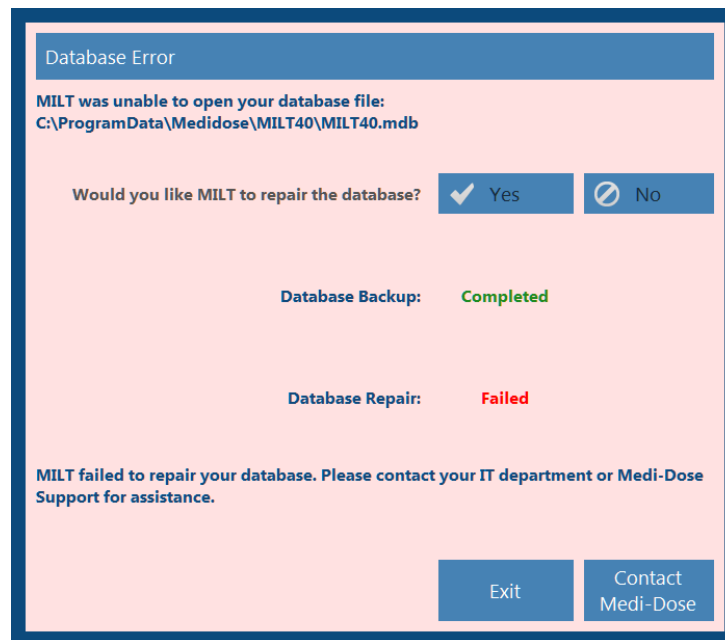 Database Error
MILT was unable to open your database file:
C:\ProgramData\Medidose\MILT40\MILT40.mdb
Would you like MILT to repair the database? Yes No
Database Backup: Completed
Database Repair: Failed
MILT failed to repair your database. Please contact your IT department or Medi-Dose
Support for assistance.
Exit
Contact
Medi-Dose